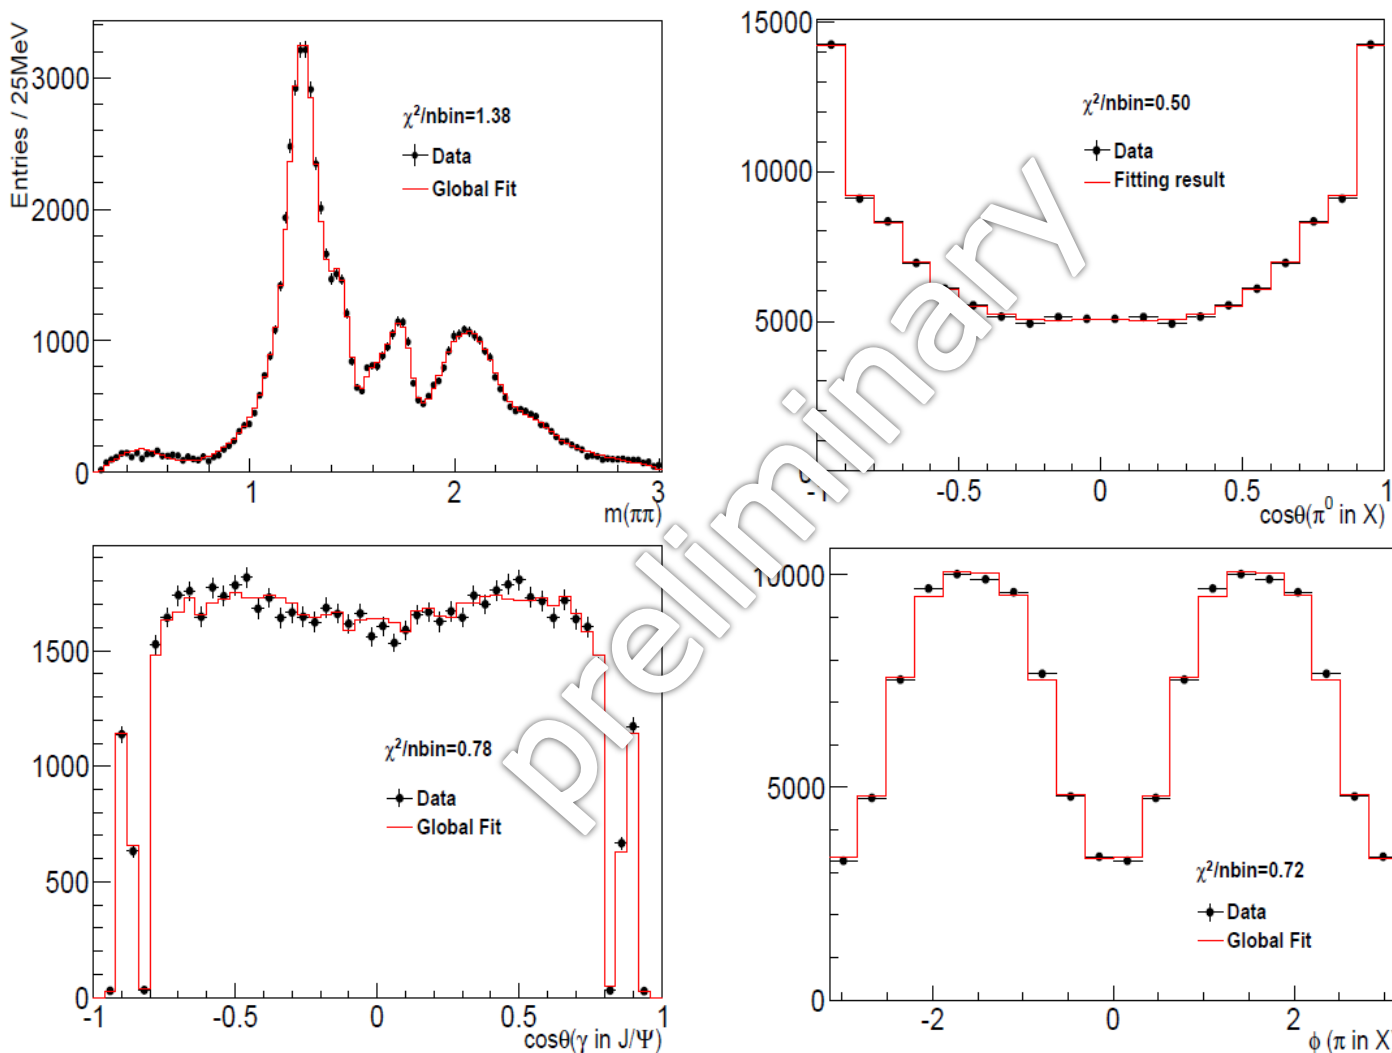 Entries / 25MeV
3000
2000
1000
0
1
2
3
m(ππ)
χ²/nbin=1.38
Data
Global Fit
15000
10000
5000
0
-1
-0.5
0
0.5
1
cosθ(π⁰ in X)
χ²/nbin=0.50
Data
Fitting result
preliminary
1500
1000
500
0
-1
-0.5
0
0.5
1
cosθ(γ in J/Ψ)
χ²/nbin=0.78
Data
Global Fit
10000
5000
0
-2
0
2
ϕ (π in X)
χ²/nbin=0.72
Data
Global Fit